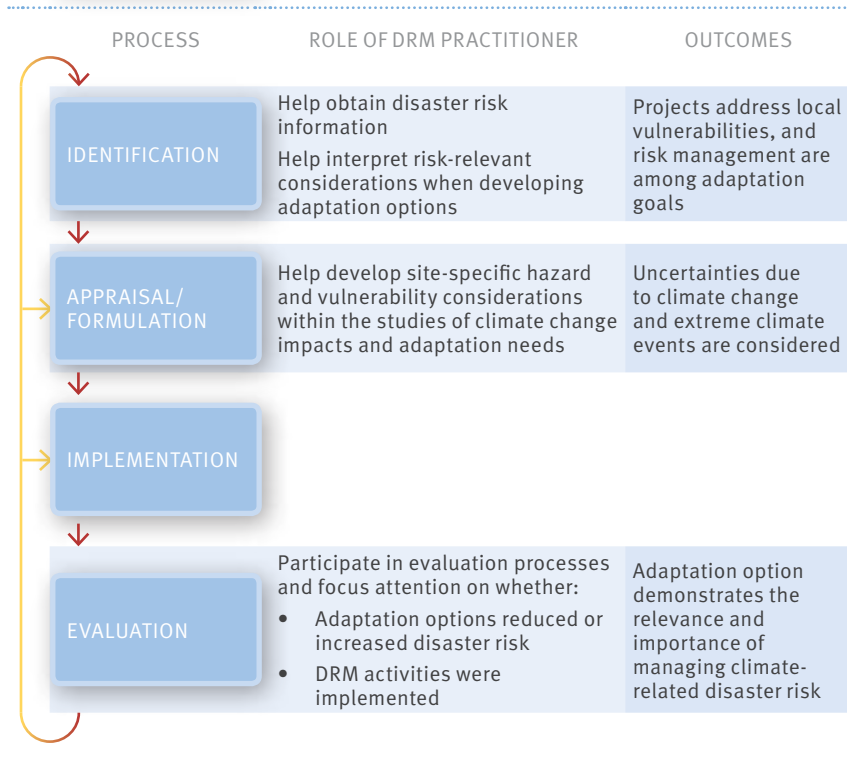 PROCESS
ROLE OF DRM PRACTITIONER
OUTCOMES
IDENTIFICATION
Help obtain disaster risk
information
Help interpret risk-relevant
considerations when developing
adaptation options
Projects address local
vulnerabilities, and
risk management are
among adaptation
goals
APPRAISAL/
FORMULATION
Help develop site-specific hazard
and vulnerability considerations
within the studies of climate change
impacts and adaptation needs
Uncertainties due
to climate change
and extreme climate
events are considered
IMPLEMENTATION
EVALUATION
Participate in evaluation processes
and focus attention on whether:
• Adaptation options reduced or
increased disaster risk
• DRM activities were
implemented
Adaptation option
demonstrates the
relevance and
importance of
managing climate-
related disaster risk